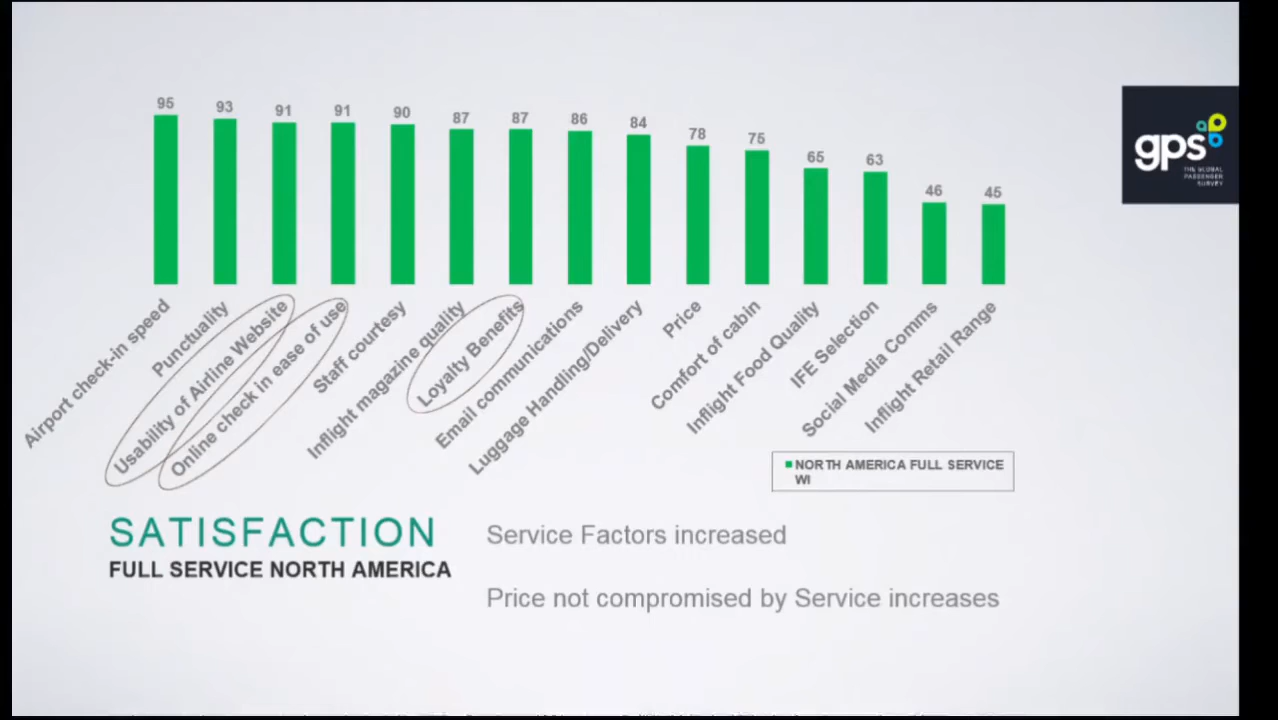 95
93
91
91
90
87
87
86
84
78
75
65
63
46
45
Airport check-in speed
Punctuality
Usability of Airline Website
Online check in ease of use
Staff courtesy
Inflight magazine quality
Loyalty Benefits
Email communications
Luggage Handling/Delivery
Price
Comfort of cabin
Inflight Food Quality
IFE Selection
Social Media Comms
Inflight Retail Range
NORTH AMERICA FULL SERVICE
WI
gps
THE GLOBAL
PASSENGER
SURVEY
SATISFACTION
FULL SERVICE NORTH AMERICA
Service Factors increased
Price not compromised by Service increases